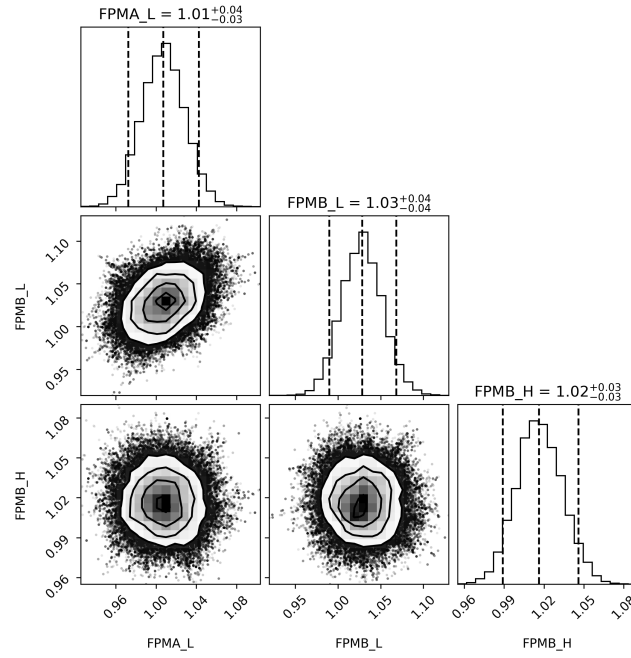 FPMA_L = 1.01+0.04−0.03
FPMB_L = 1.03+0.04−0.04
FPMB_L
1.10
1.05
1.00
0.95
FPMB_H = 1.02+0.03−0.03
FPMB_H
1.08
1.05
1.02
0.99
0.96
0.96 1.00 1.04 1.08
0.95 1.00 1.05 1.10
0.96 0.99 1.02 1.05 1.08
FPMA_L FPMB_L FPMB_H